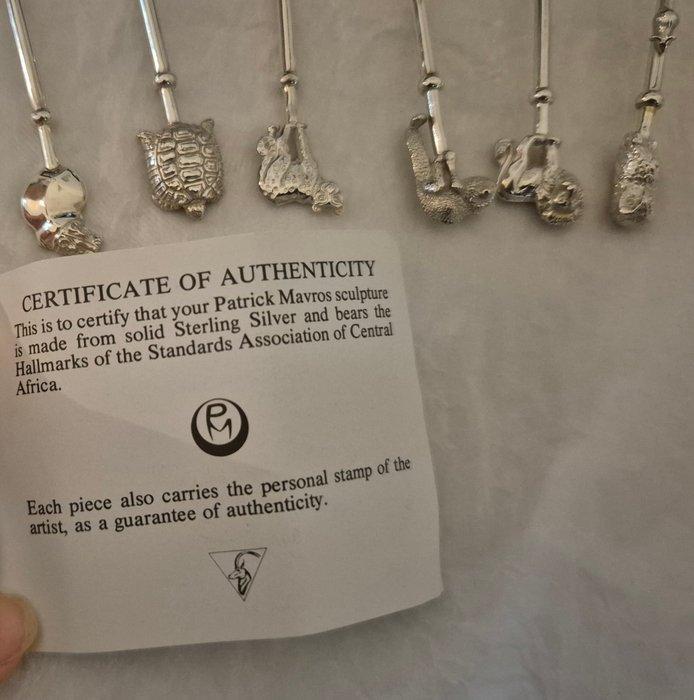 CERTIFICATE OF AUTHENTICITY
This is to certify that your Patrick Mavros sculpture
is made from solid Sterling Silver and bears the
Hallmarks of the Standards Association of Central
Africa.
PM
Each piece also carries the personal stamp of the
artist, as a guarantee of authenticity.